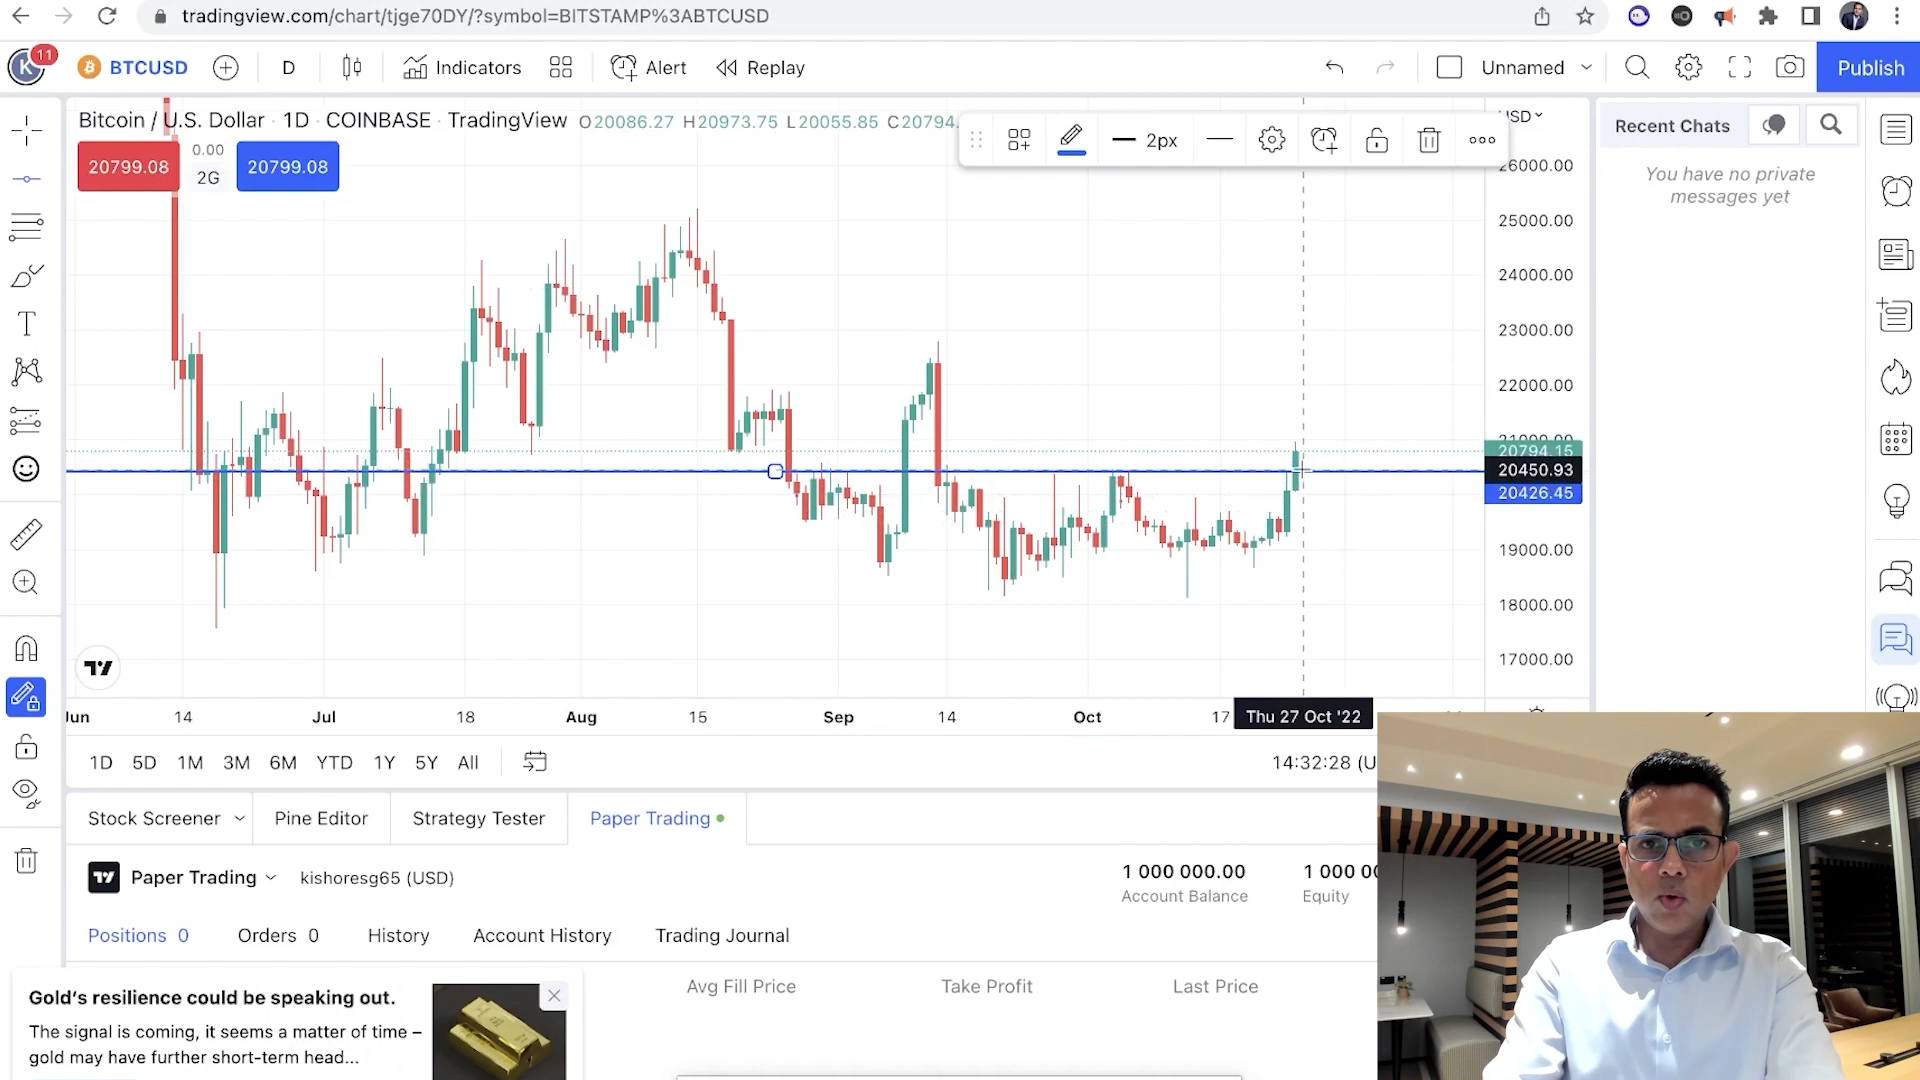 tradingview.com/chart/tjge70DY/?symbol=BITSTAMP%3ABTCUSD
K 11 BTCUSD D Indicators Alert Replay Unnamed Publish
Bitcoin / U.S. Dollar · 1D · COINBASE · TradingView O20086.27 H20973.75 L20055.85 C20794.
2px
USD
Recent Chats
20799.08 0.00 20799.08
2G
You have no private
messages yet
26000.00
25000.00
24000.00
23000.00
22000.00
21000.00
20794.15
20450.93
20426.45
19000.00
18000.00
17000.00
Jun 14 Jul 18 Aug 15 Sep 14 Oct 17 Thu 27 Oct '22
1D 5D 1M 3M 6M YTD 1Y 5Y All 14:32:28 (U
Stock Screener Pine Editor Strategy Tester Paper Trading
Paper Trading kishoresg65 (USD)
1 000 000.00 1 000 00
Account Balance Equity
Positions 0 Orders 0 History Account History Trading Journal
Avg Fill Price Take Profit Last Price
Gold's resilience could be speaking out.
The signal is coming, it seems a matter of time –
gold may have further short-term head...